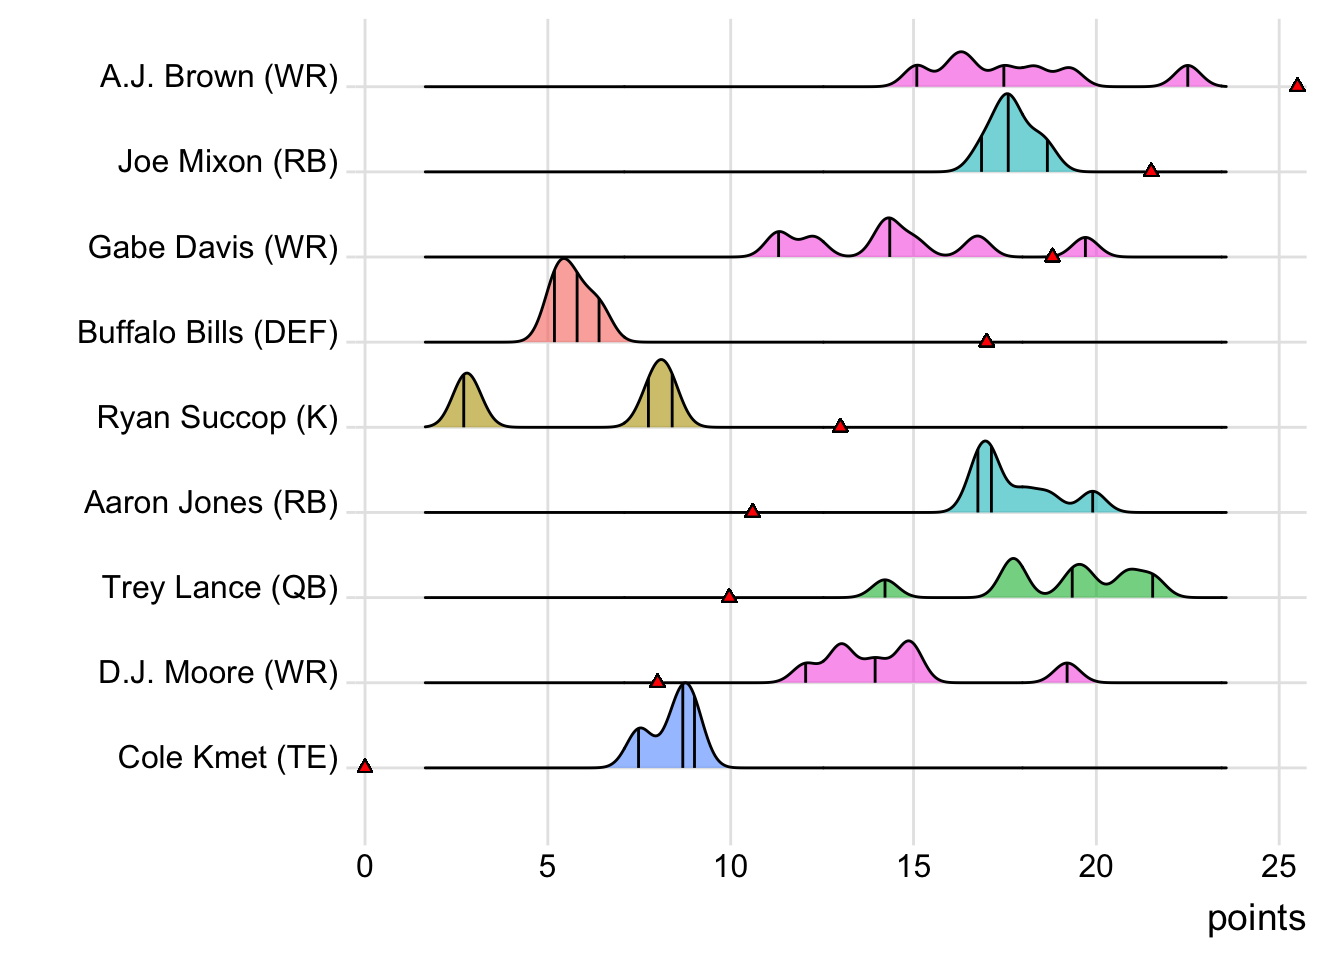 A.J. Brown (WR)
Joe Mixon (RB)
Gabe Davis (WR)
Buffalo Bills (DEF)
Ryan Succop (K)
Aaron Jones (RB)
Trey Lance (QB)
D.J. Moore (WR)
Cole Kmet (TE)
0 5 10 15 20 25
points